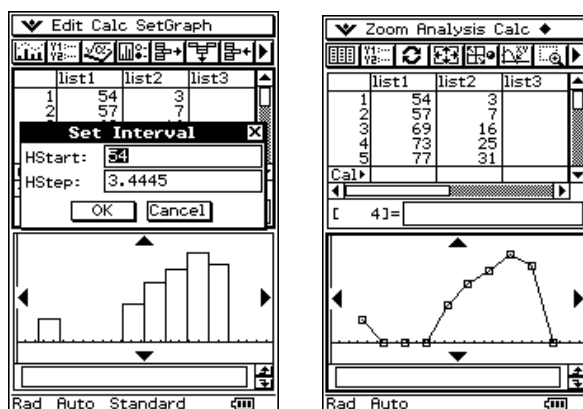 Edit Calc SetGraph
list1 list2 list3
1 54 3
2 57 7
Set Interval
HStart: 54
HStep: 3.4445
OK Cancel
Rad Auto Standard
Zoom Analysis Calc
list1 list2 list3
1 54 3
2 57 7
3 69 16
4 73 25
5 77 31
Cal
[ 4]=
Rad Auto